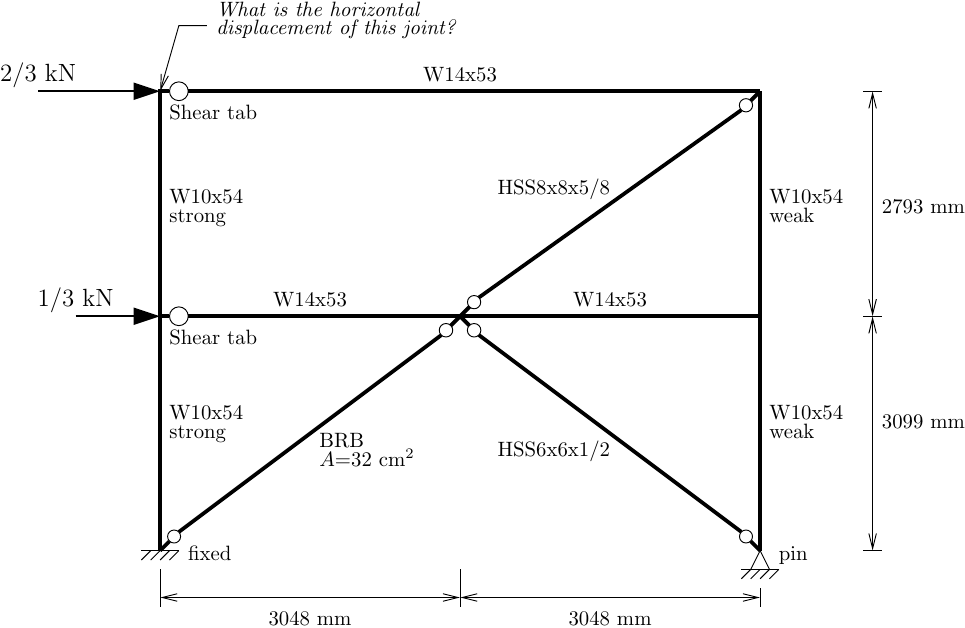 What is the horizontal
displacement of this joint?
2/3 kN
W14x53
Shear tab
HSS8x8x5/8
W10x54
strong
W10x54
weak
2793 mm
1/3 kN
W14x53
W14x53
Shear tab
W10x54
strong
W10x54
weak
3099 mm
BRB
A=32 cm²
HSS6x6x1/2
fixed
pin
3048 mm
3048 mm